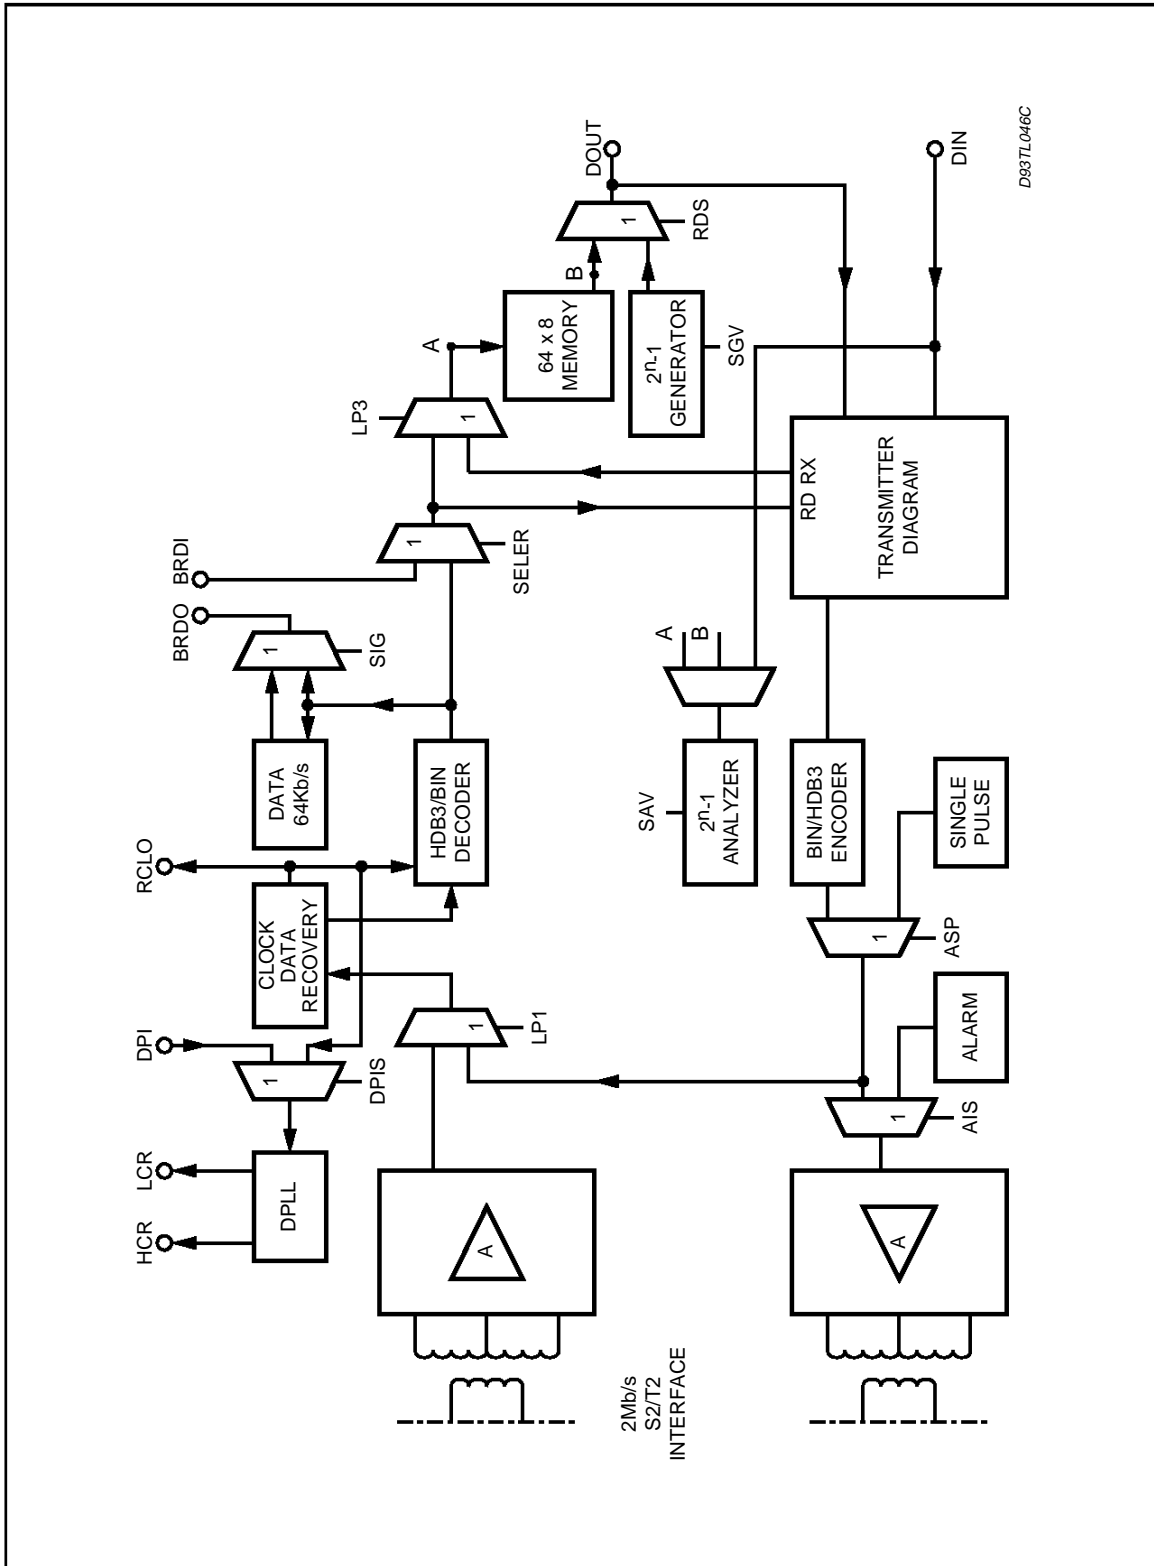 HCR
LCR
DPI
RCLO
BRDO
BRDI
DPLL
1
DPIS
CLOCK
DATA
RECOVERY
DATA
64Kb/s
1
SIG
A
1
LP1
HDB3/BIN
DECODER
1
SELER
LP3
1
A
64 x 8
MEMORY
B
1
DOUT
RDS
2n-1
GENERATOR
SGV
2Mb/s
S2/T2
INTERFACE
SAV
2n-1
ANALYZER
A
B
A
1
AIS
ALARM
1
ASP
BIN/HDB3
ENCODER
SINGLE
PULSE
RD RX
TRANSMITTER
DIAGRAM
DIN
D93TL046C